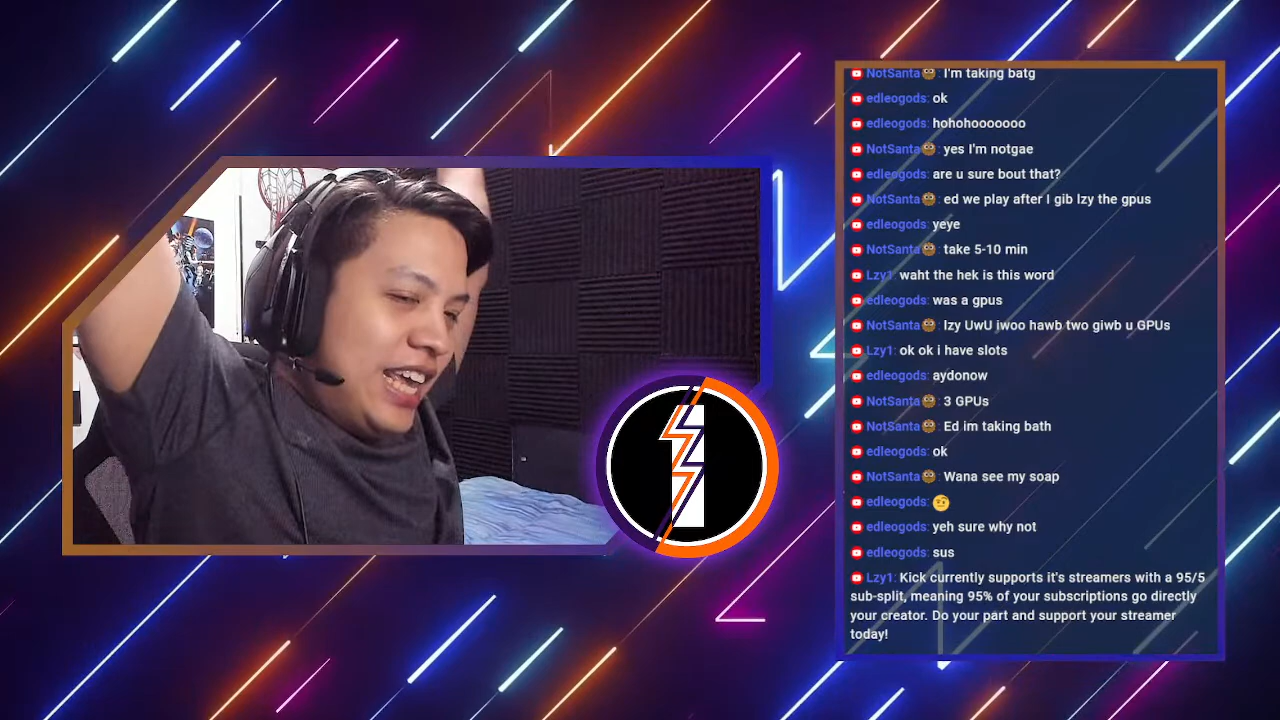 NotSanta: I'm taking batg
edleogods: ok
edleogods: hohohooooooo
NotSanta: yes I'm notgae
edleogods: are u sure bout that?
NotSanta: ed we play after I gib lzy the gpus
edleogods: yeye
NotSanta: take 5-10 min
Lzy1: waht the hek is this word
edleogods: was a gpus
NotSanta: lzy UwU iwoo hawb two giwb u GPUs
Lzy1: ok ok i have slots
edleogods: aydonow
NotSanta: 3 GPUs
NotSanta: Ed im taking bath
edleogods: ok
NotSanta: Wana see my soap
edleogods: 🤨
edleogods: yeh sure why not
edleogods: sus
Lzy1: Kick currently supports it's streamers with a 95/5
sub-split, meaning 95% of your subscriptions go directly
your creator. Do your part and support your streamer
today!